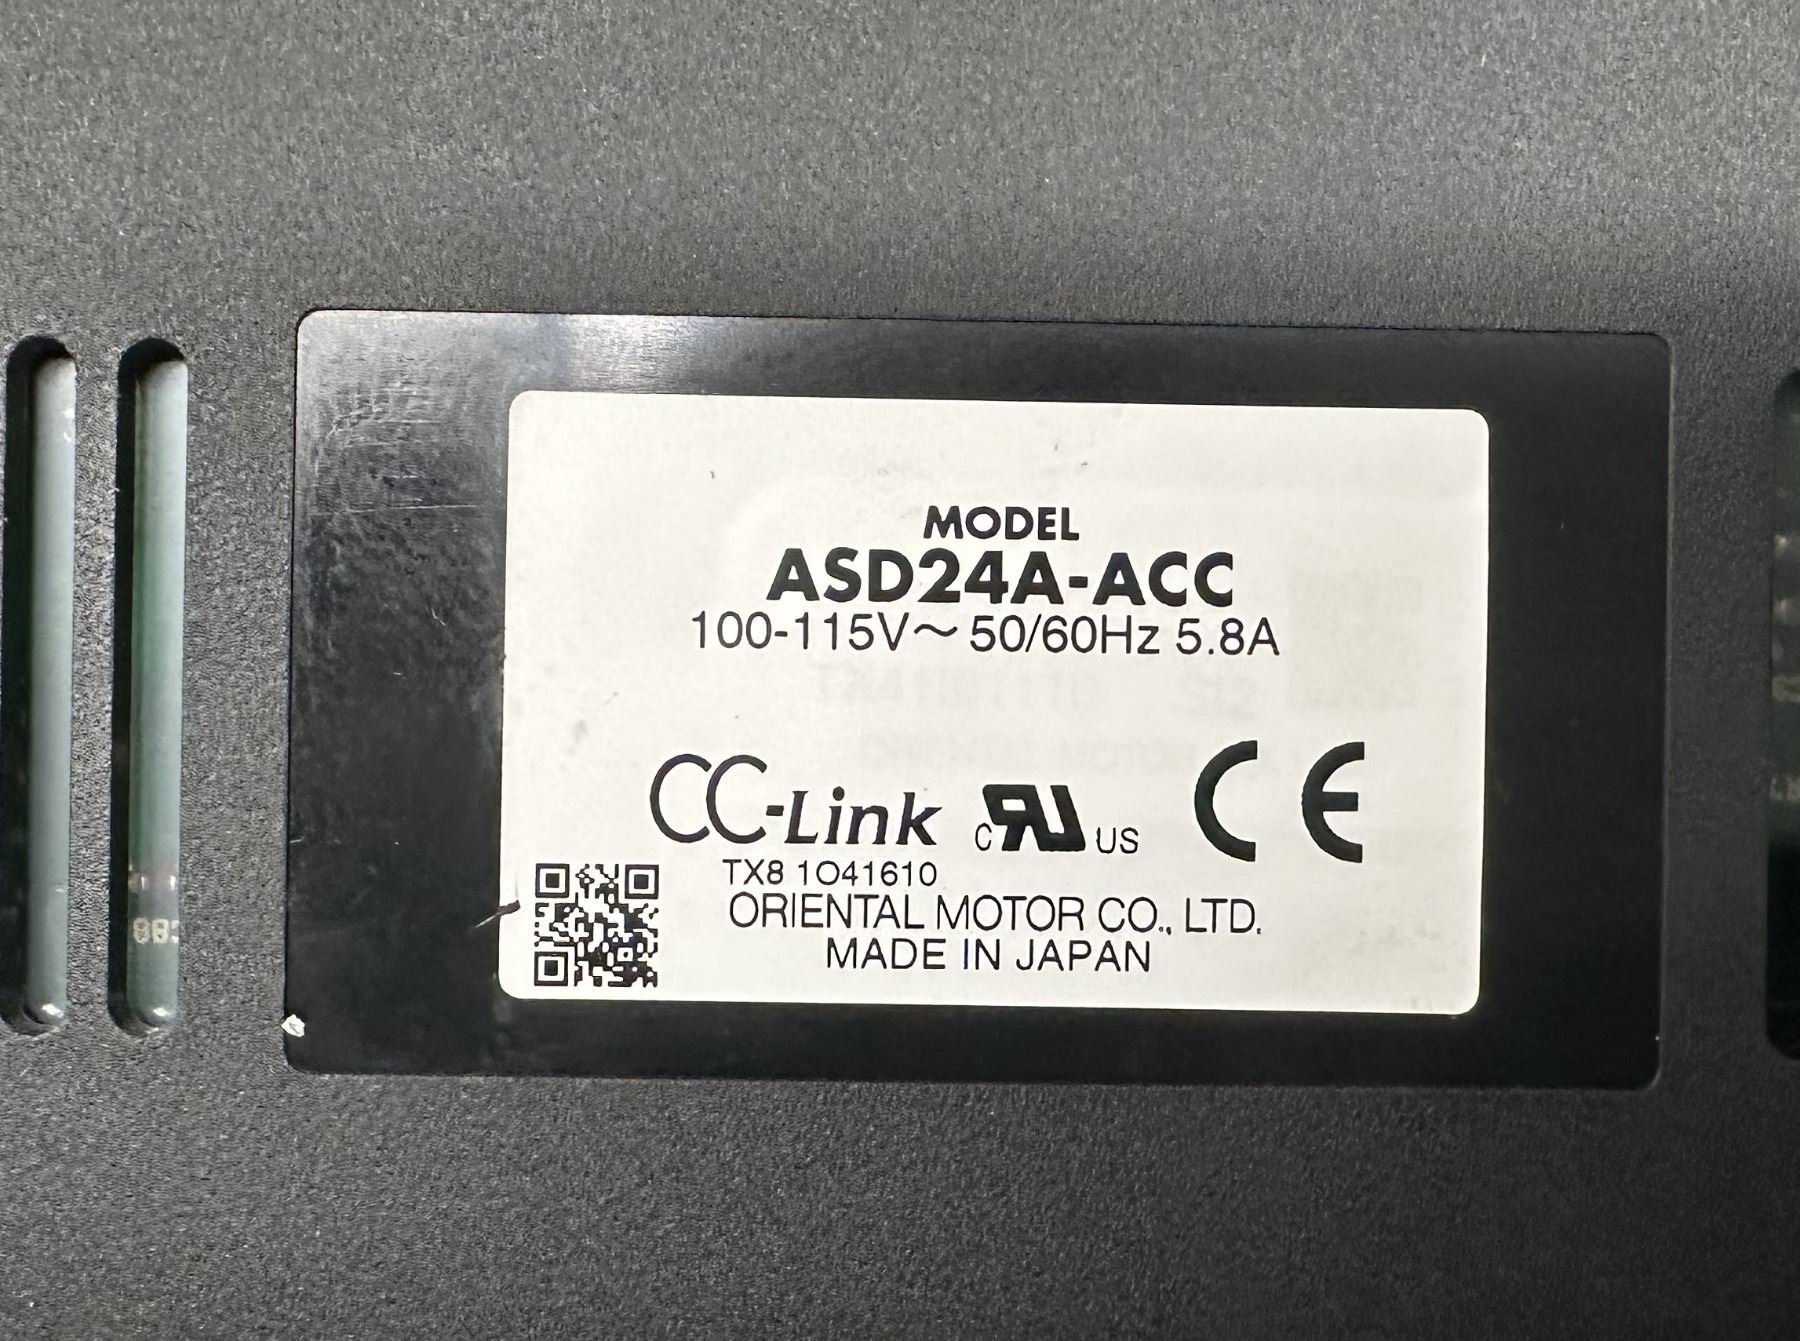 MODEL
ASD24A-ACC
100-115V～ 50/60Hz 5.8A
CC-Link c RU US CE
TX8 1O41610
ORIENTAL MOTOR CO., LTD.
MADE IN JAPAN